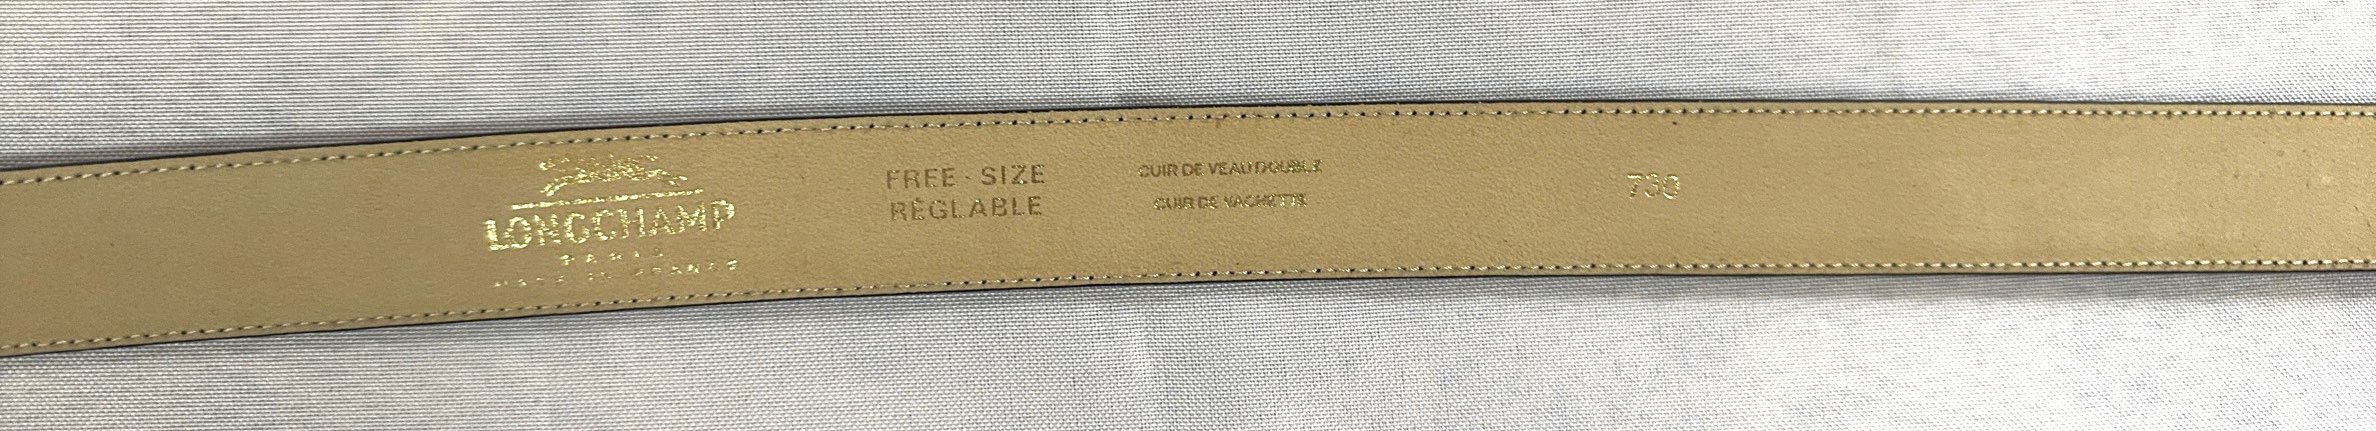 LONGCHAMP
PARIS
MADE IN FRANCE
FREE · SIZE
RÉGLABLE
CUIR DE VEAU DOUBLÉ
CUIR DE VACHETTE
730